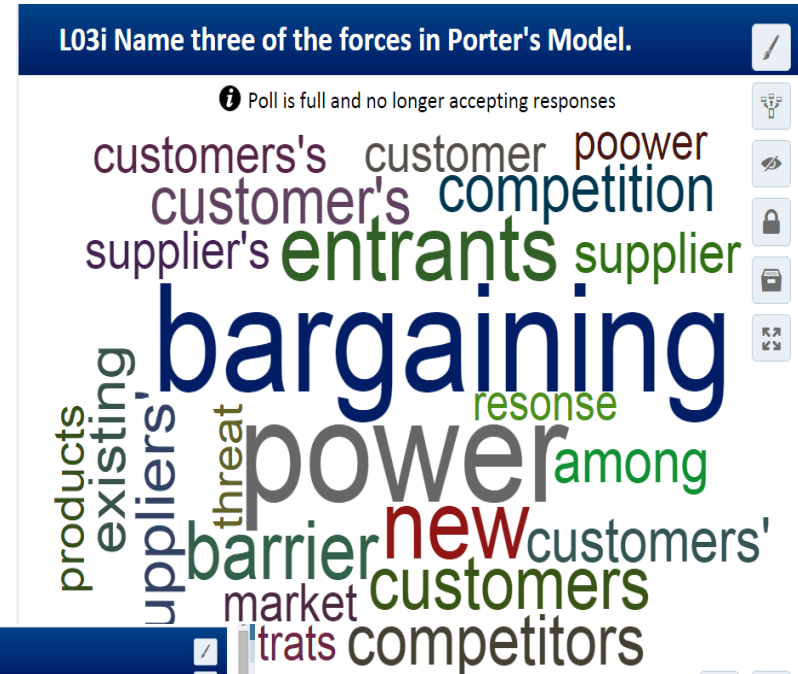 L03i Name three of the forces in Porter's Model.
i Poll is full and no longer accepting responses
customers's customer poower
customer's competition
supplier's entrants supplier
bargaining
products existing uppliers' threat
resonse
power among
new
barrier customers'
market customers
trats competitors